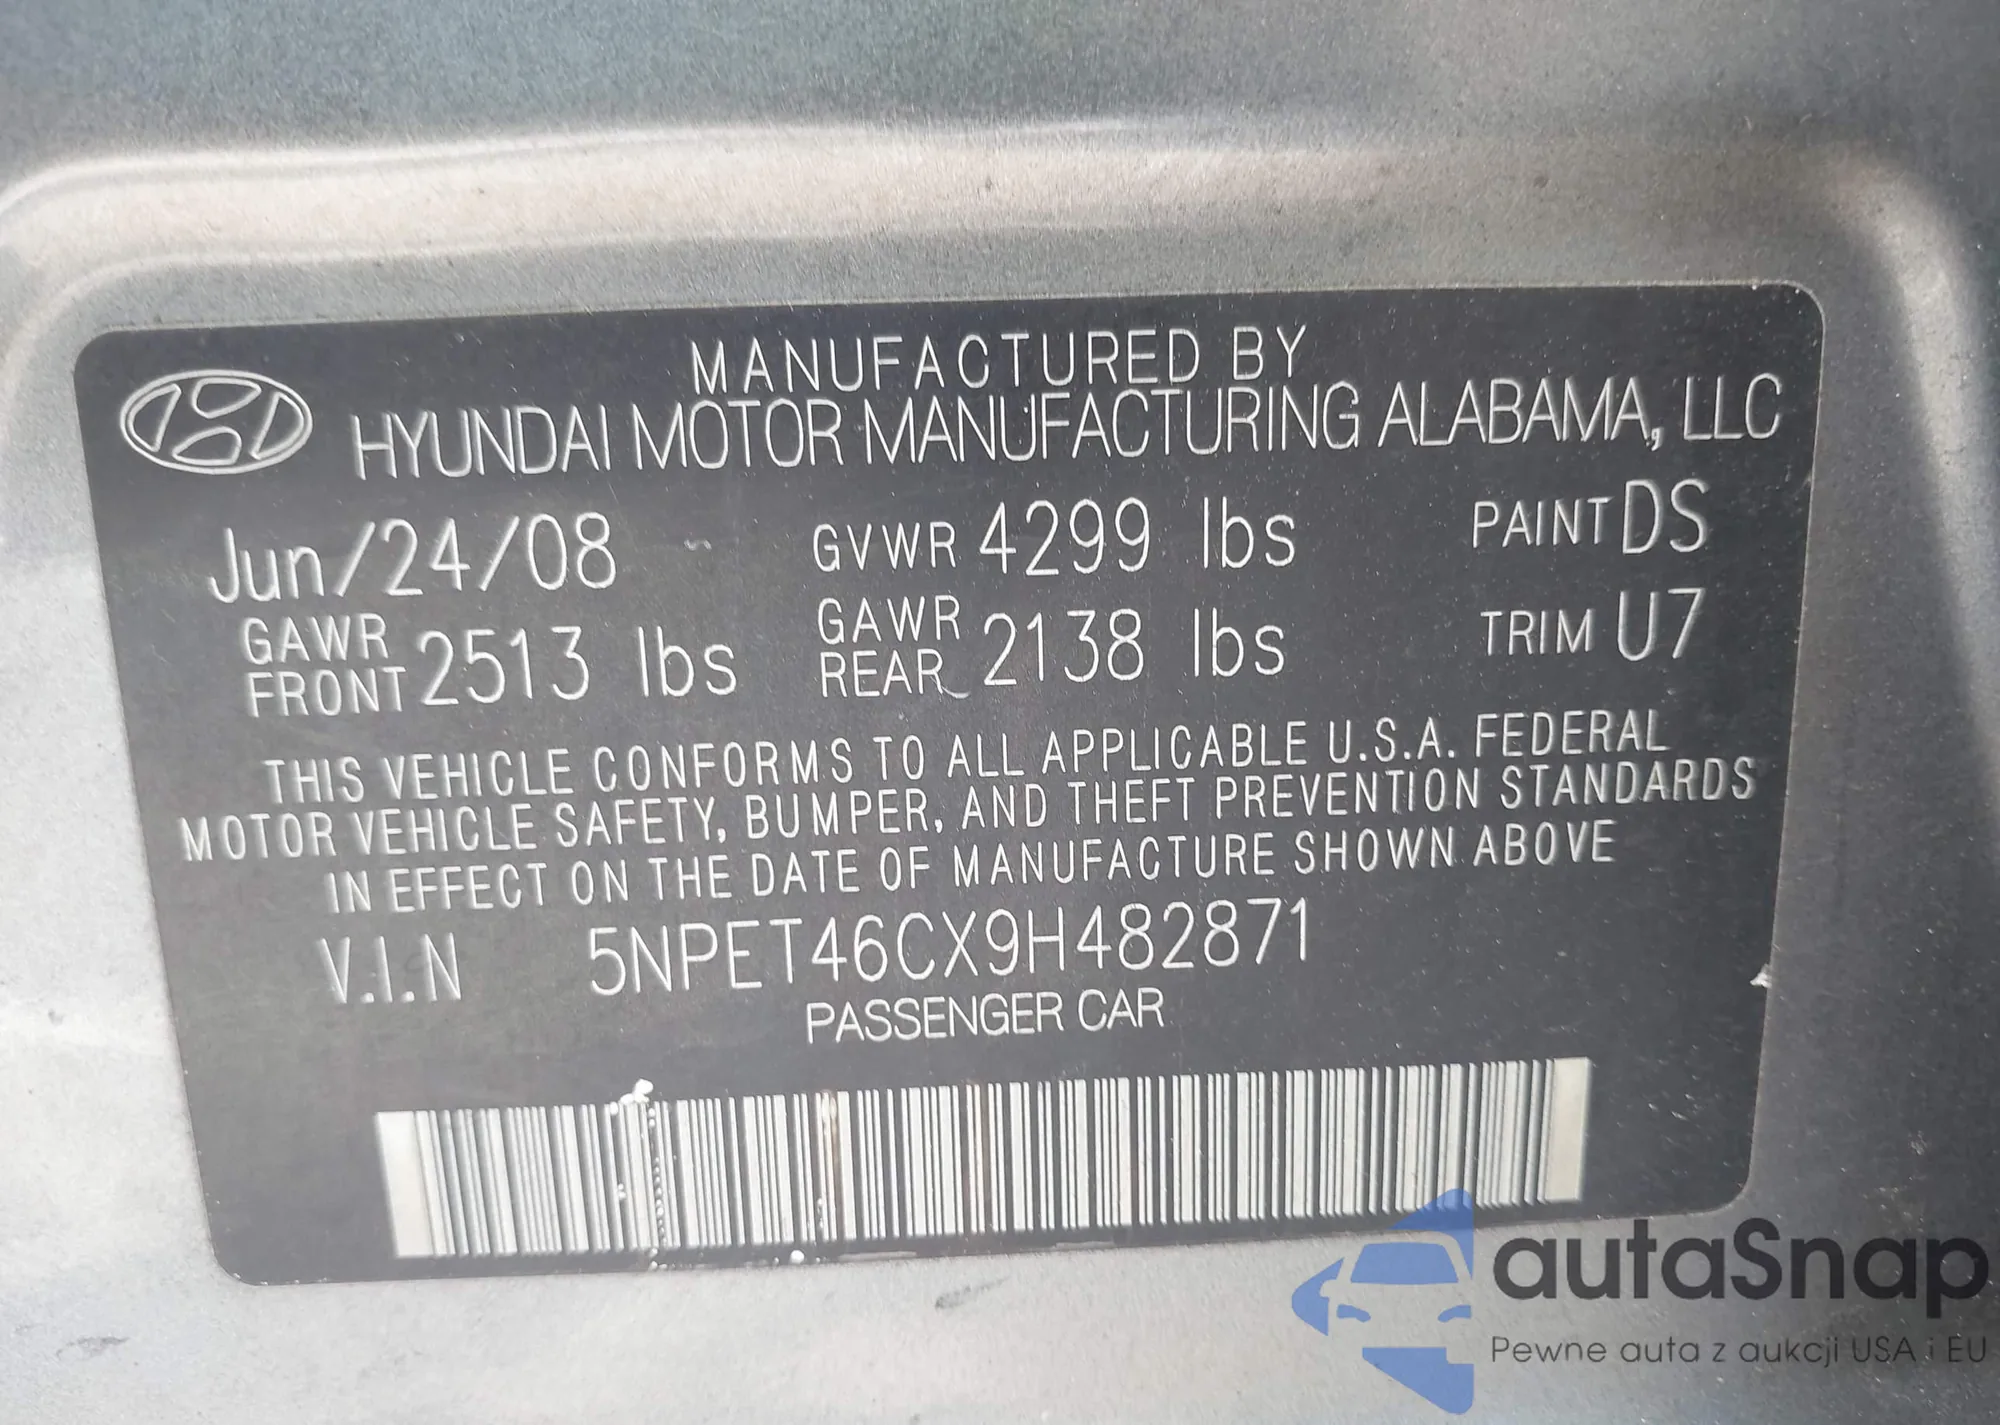 MANUFACTURED BY
HYUNDAI MOTOR MANUFACTURING ALABAMA, LLC
Jun/24/08 GVWR 4299 lbs PAINT DS
GAWR FRONT 2513 lbs GAWR REAR 2138 lbs TRIM U7
THIS VEHICLE CONFORMS TO ALL APPLICABLE U.S.A. FEDERAL
MOTOR VEHICLE SAFETY, BUMPER, AND THEFT PREVENTION STANDARDS
IN EFFECT ON THE DATE OF MANUFACTURE SHOWN ABOVE
V.I.N 5NPET46CX9H482871
PASSENGER CAR
autaSnap
Pewne auta z aukcji USA i EU